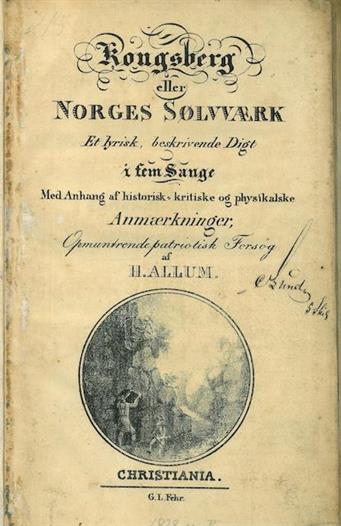 Kongsberg
eller
NORGES SØLVVÆRK
Et lyrisk, beskrivende Digt
i fem Sange
Med Anhang af historisk-kritiske og physikalske
Anmærkninger,
Opmuntrende patriotisk Forsøg
af
H. ALLUM.
CHRISTIANIA.
G. L. Fehr.